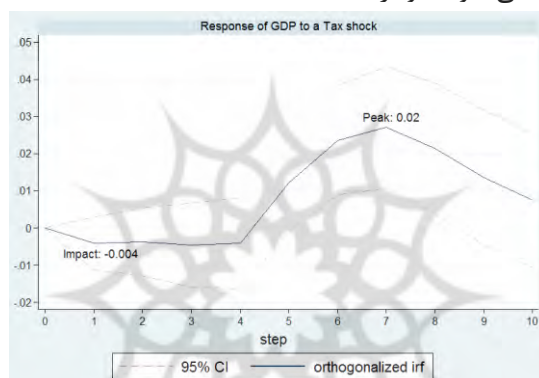 Response of GDP to a Tax shock
.05
.04
Peak: 0.02
.03
.02
.01
0
Impact: -0.004
-.01
-.02
0 1 2 3 4 5 6 7 8 9 10
step
95% CI orthogonalized irf